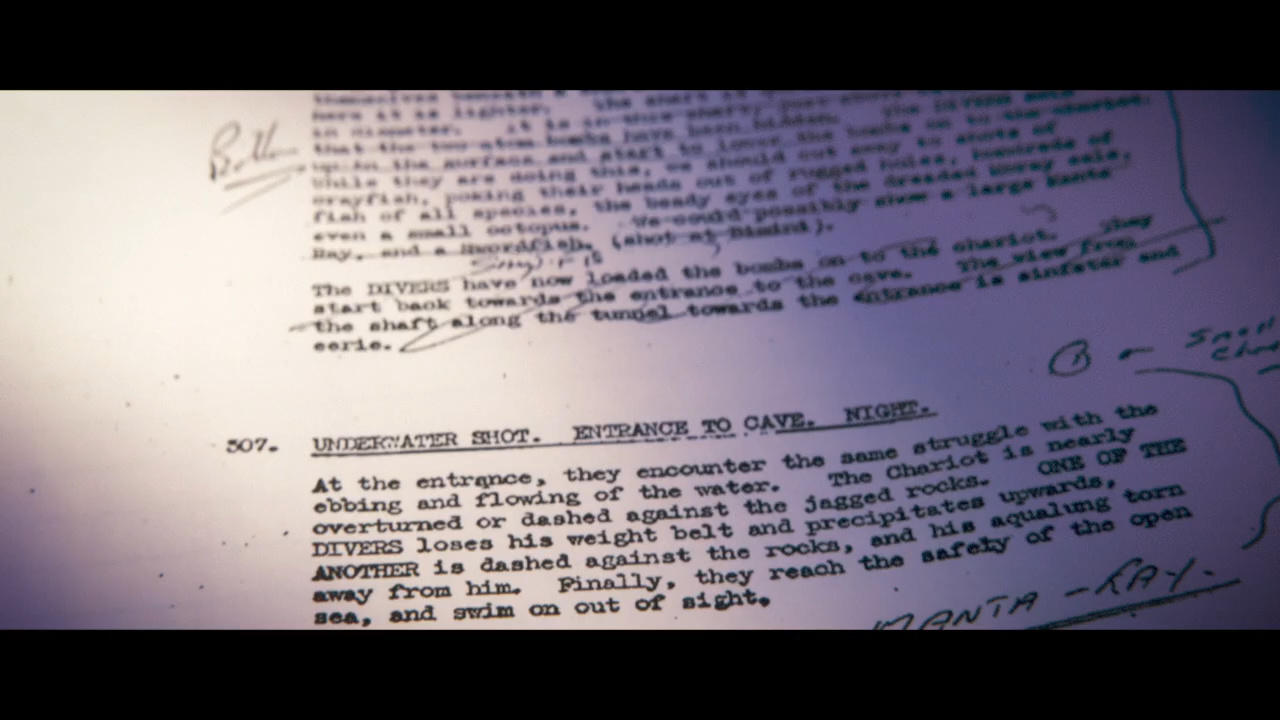 here it is lighter. The shaft is
in diameter. It is in this shaft, The DIVERS
that the two atom bombs have been hidden.
up to the surface and start to lower the bombs on to the chariot.
While they are doing this, we should cut away to shots of
crayfish, poking their heads out of rugged holes, hundreds of
fish of all species, the beady eyes of the dreaded moray eels,
even a small octopus. We could possibly show a large manta
Ray, and a Swordfish. (shot at Bimini).
The DIVERS have now loaded the bombs on to the chariot. They
start back towards the entrance to the cave. The view from
the shaft along the tunnel towards the entrance is sinister and
eerie.
B - Small
307. UNDERWATER SHOT. ENTRANCE TO CAVE. NIGHT.
At the entrance, they encounter the same struggle with the
ebbing and flowing of the water. The Chariot is nearly
overturned or dashed against the jagged rocks. ONE OF THE
DIVERS loses his weight belt and precipitates upwards,
ANOTHER is dashed against the rocks, and his aqualung torn
away from him. Finally, they reach the safety of the open
sea, and swim on out of sight.
MANTA-RAY.